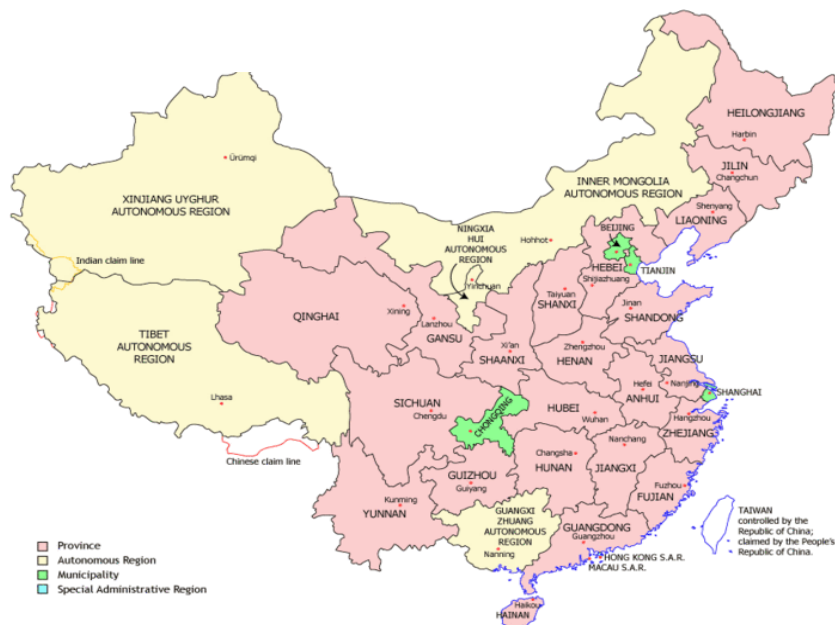 HEILONGJIANG
Harbin
JILIN
Changchun
Ürümqi
XINJIANG UYGHUR
AUTONOMOUS REGION
INNER MONGOLIA
AUTONOMOUS REGION
Shenyang
LIAONING
NINGXIA
HUI
AUTONOMOUS
REGION
Hohhot
BEIJING
Indian claim line
HEBEI
TIANJIN
Yinchuan
Shijiazhuang
Taiyuan
SHANXI
Jinan
SHANDONG
QINGHAI
Xining
Lanzhou
GANSU
TIBET
AUTONOMOUS
REGION
Xi'an
SHAANXI
Zhengzhou
HENAN
JIANGSU
Hefei
Nanjing
ANHUI
SHANGHAI
Lhasa
SICHUAN
Chengdu
CHONGQING
HUBEI
Wuhan
Hangzhou
ZHEJIANG
Chinese claim line
Changsha
HUNAN
Nanchang
JIANGXI
GUIZHOU
Guiyang
Fuzhou
FUJIAN
Kunming
YUNNAN
GUANGXI
ZHUANG
AUTONOMOUS
REGION
Nanning
GUANGDONG
Guangzhou
TAIWAN
controlled by the
Republic of China;
claimed by the People's
Republic of China.
HONG KONG S.A.R.
MACAU S.A.R.
Haikou
HAINAN
Province
Autonomous Region
Municipality
Special Administrative Region